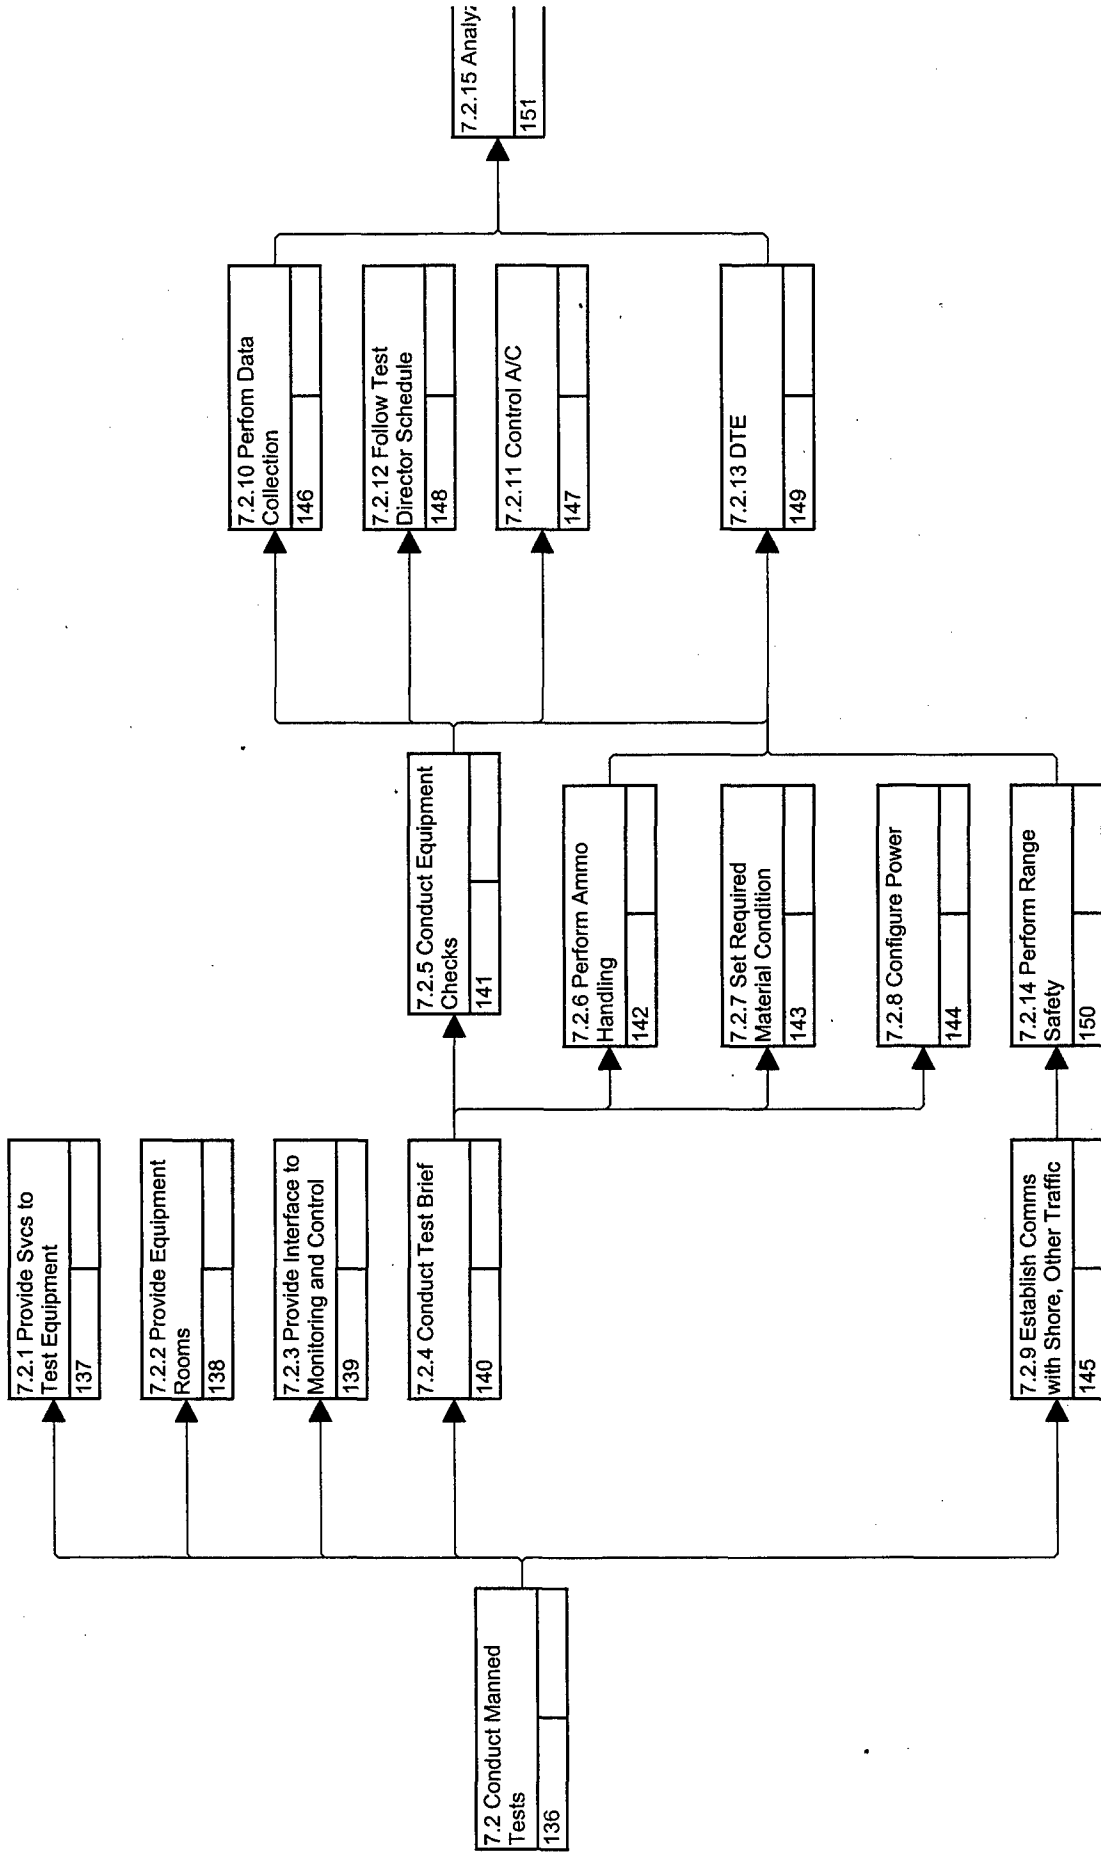 7.2 Conduct Manned
Tests
136
7.2.1 Provide Svcs to
Test Equipment
137
7.2.2 Provide Equipment
Rooms
138
7.2.3 Provide Interface to
Monitoring and Control
139
7.2.4 Conduct Test Brief
140
7.2.9 Establish Comms
with Shore, Other Traffic
145
7.2.5 Conduct Equipment
Checks
141
7.2.6 Perform Ammo
Handling
142
7.2.7 Set Required
Material Condition
143
7.2.8 Configure Power
144
7.2.14 Perform Range
Safety
150
7.2.10 Perfom Data
Collection
146
7.2.12 Follow Test
Director Schedule
148
7.2.11 Control A/C
147
7.2.13 DTE
149
7.2.15 Analyz
151